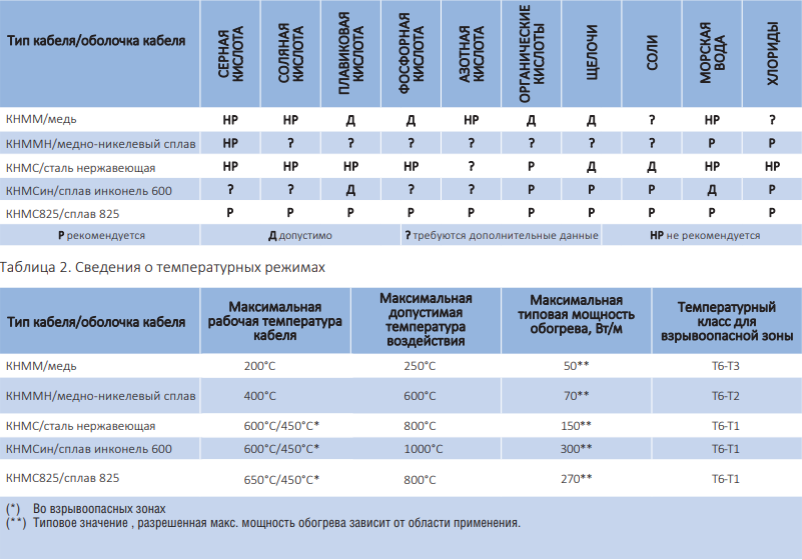 Тип кабеля/оболочка кабеля СЕРНАЯ КИСЛОТА СОЛЯНАЯ КИСЛОТА ПЛАВИКОВАЯ КИСЛОТА ФОСФОРНАЯ КИСЛОТА АЗОТНАЯ КИСЛОТА ОРГАНИЧЕСКИЕ КИСЛОТЫ ЩЕЛОЧИ СОЛИ МОРСКАЯ ВОДА ХЛОРИДЫ
КНММ/медь НР НР Д Д НР Д Д ? НР ?
КНММН/медно-никелевый сплав НР ? ? ? ? ? ? ? Р Р
КНМС/сталь нержавеющая НР НР НР НР ? Р Д Д НР НР
КНМСин/сплав инконель 600 ? ? Д ? ? Р Р Р Д Р
КНМС825/сплав 825 Р Р Р Р Р Р Р Р Р Р
Р рекомендуется Д допустимо ? требуются дополнительные данные НР не рекомендуется
Таблица 2. Сведения о температурных режимах
Тип кабеля/оболочка кабеля Максимальная рабочая температура кабеля Максимальная допустимая температура воздействия Максимальная типовая мощность обогрева, Вт/м Температурный класс для взрывоопасной зоны
КНММ/медь 200°C 250°C 50** Т6-Т3
КНММН/медно-никелевый сплав 400°C 600°C 70** Т6-Т2
КНМС/сталь нержавеющая 600°C/450°C* 800°C 150** Т6-Т1
КНМСин/сплав инконель 600 600°C/450°C* 1000°C 300** Т6-Т1
КНМС825/сплав 825 650°C/450°C* 800°C 270** Т6-Т1
(*) Во взрывоопасных зонах
(**) Типовое значение , разрешенная макс. мощность обогрева зависит от области применения.